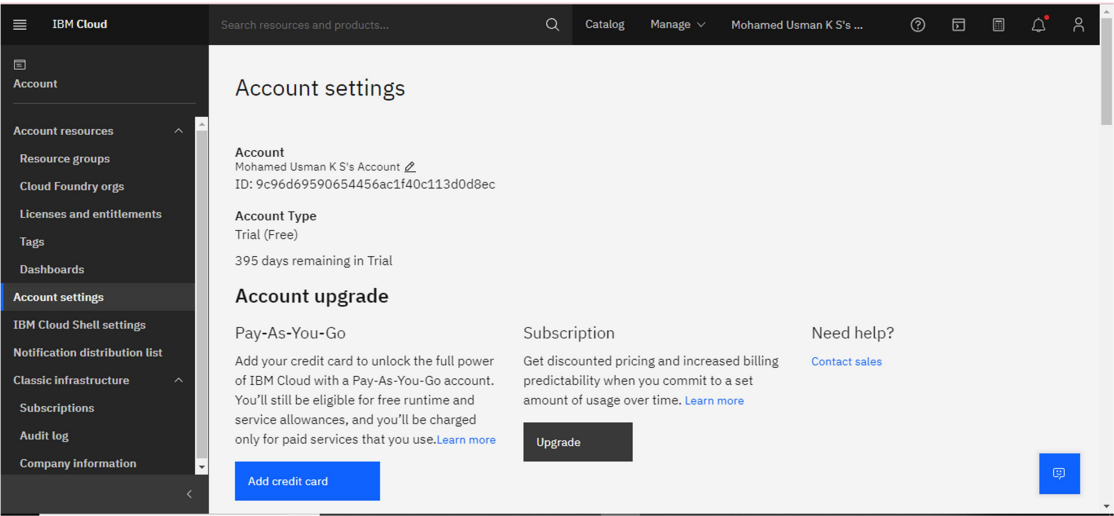 IBM Cloud
Search resources and products...
Catalog
Manage
Mohamed Usman K S's ...
Account
Account resources
Resource groups
Cloud Foundry orgs
Licenses and entitlements
Tags
Dashboards
Account settings
IBM Cloud Shell settings
Notification distribution list
Classic infrastructure
Subscriptions
Audit log
Company information
Account settings
Account
Mohamed Usman K S's Account
ID: 9c96d69590654456ac1f40c113d0d8ec
Account Type
Trial (Free)
395 days remaining in Trial
Account upgrade
Pay-As-You-Go
Add your credit card to unlock the full power
of IBM Cloud with a Pay-As-You-Go account.
You’ll still be eligible for free runtime and
service allowances, and you’ll be charged
only for paid services that you use.Learn more
Add credit card
Subscription
Get discounted pricing and increased billing
predictability when you commit to a set
amount of usage over time. Learn more
Upgrade
Need help?
Contact sales